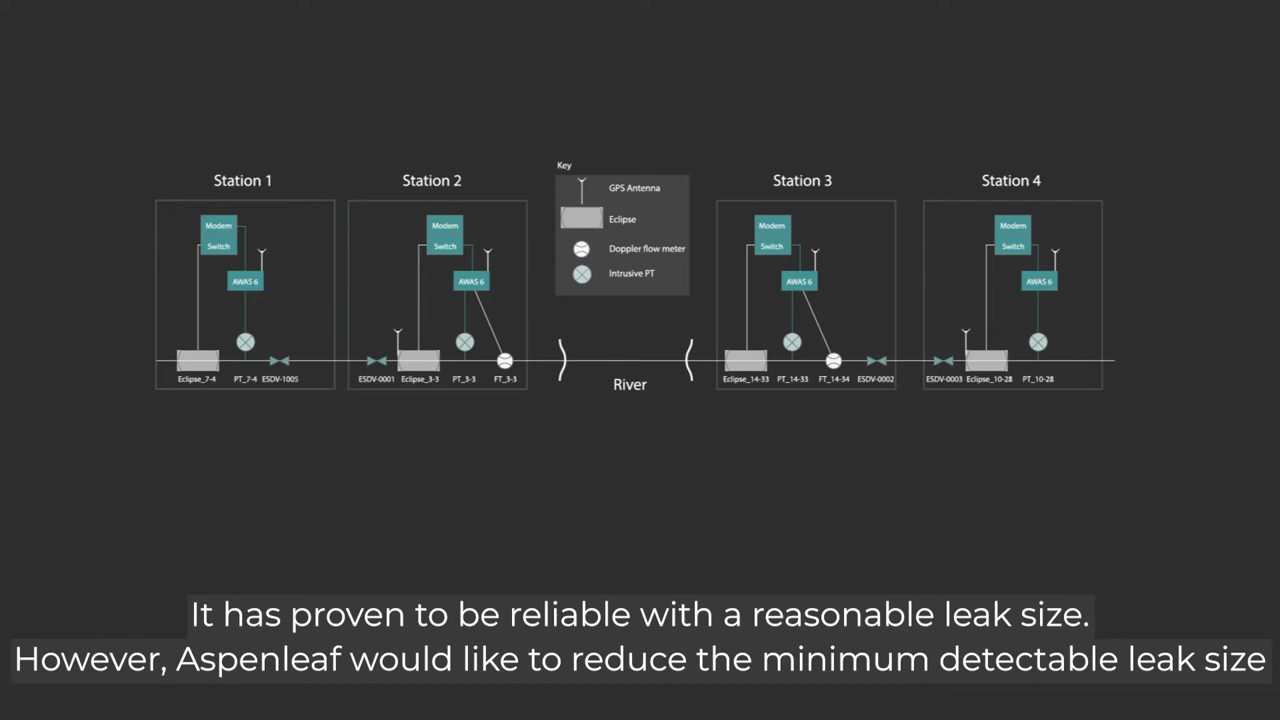 Key
Station 1
Station 2
GPS Antenna
Station 3
Station 4
Eclipse
Doppler flow meter
Intrusive PT
Modem
Switch
AWAS 6
Modem
Switch
AWAS 6
Modem
Switch
AWAS 6
Modem
Switch
AWAS 6
Eclipse_7-4 PT_7-4 ESDV-1005
ESDV-0001 Eclipse_3-3 PT_3-3 FT_3-3
River
Eclipse_14-33 PT_14-33 FT_14-34 ESDV-0002
ESDV-0003 Eclipse_10-28 PT_10-28
It has proven to be reliable with a reasonable leak size.
However, Aspenleaf would like to reduce the minimum detectable leak size